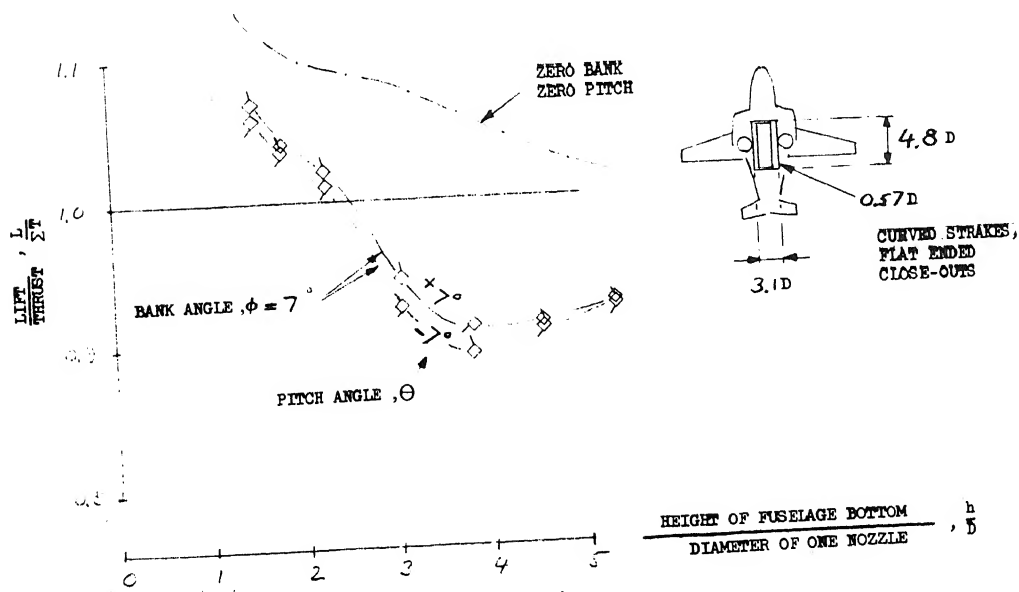 1.1
ZERO BANK
ZERO PITCH
4.8 D
1.0
0.57D
LIFT
THRUST , L
ΣT
CURVED STRAKES,
FLAT ENDED
CLOSE-OUTS
3.1D
+7°
BANK ANGLE ,ϕ = 7°
-7°
PITCH ANGLE ,θ
HEIGHT OF FUSELAGE BOTTOM
DIAMETER OF ONE NOZZLE , h
D
0 1 2 3 4 5